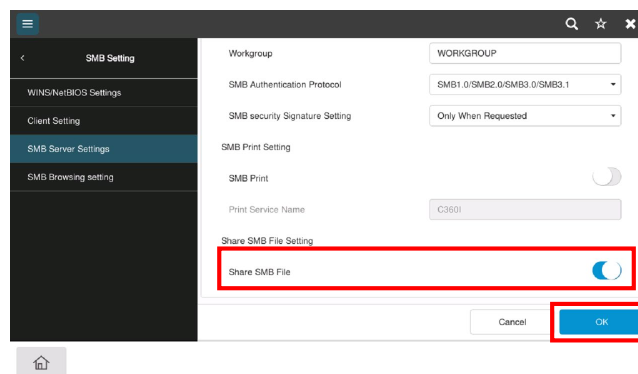 SMB Setting
WINS/NetBIOS Settings
Client Setting
SMB Server Settings
SMB Browsing setting
Workgroup WORKGROUP
SMB Authentication Protocol SMB1.0/SMB2.0/SMB3.0/SMB3.1
SMB security Signature Setting Only When Requested
SMB Print Setting
SMB Print
Print Service Name C360I
Share SMB File Setting
Share SMB File
Cancel OK